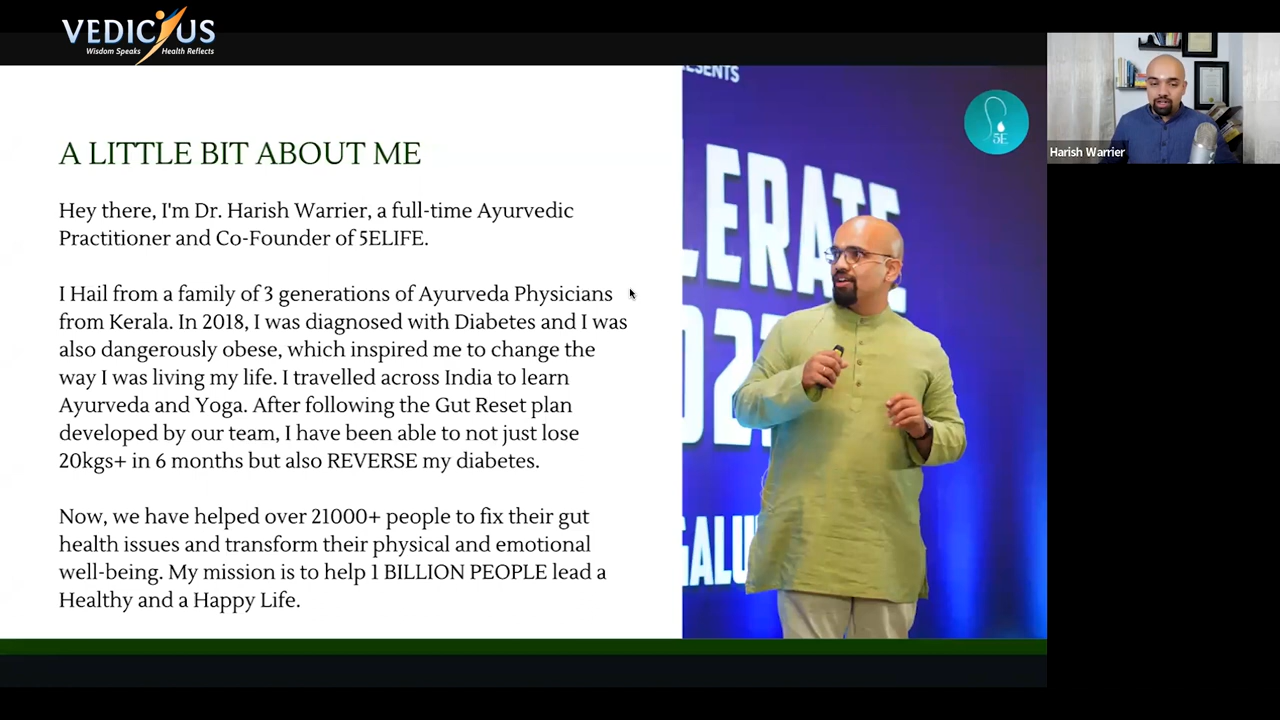 VEDICIUS
Wisdom Speaks Health Reflects
A LITTLE BIT ABOUT ME
Hey there, I'm Dr. Harish Warrier, a full-time Ayurvedic
Practitioner and Co-Founder of 5ELIFE.
I Hail from a family of 3 generations of Ayurveda Physicians
from Kerala. In 2018, I was diagnosed with Diabetes and I was
also dangerously obese, which inspired me to change the
way I was living my life. I travelled across India to learn
Ayurveda and Yoga. After following the Gut Reset plan
developed by our team, I have been able to not just lose
20kgs+ in 6 months but also REVERSE my diabetes.
Now, we have helped over 21000+ people to fix their gut
health issues and transform their physical and emotional
well-being. My mission is to help 1 BILLION PEOPLE lead a
Healthy and a Happy Life.
ESENTS
LERATE
02
GALU
5E
Harish Warrier